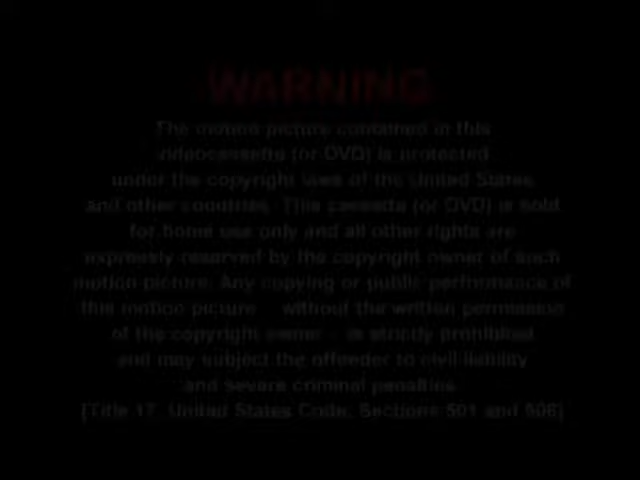 WARNING
The motion picture contained in this
videocassette (or DVD) is protected
under the copyright laws of the United States
and other countries. This cassette (or DVD) is sold
for home use only and all other rights are
expressly reserved by the copyright owner of such
motion picture. Any copying or public performance of
this motion picture without the written permission
of the copyright owner is strictly prohibited
and may subject the offender to civil liability
and severe criminal penalties.
(Title 17, United States Code, Sections 501 and 506)